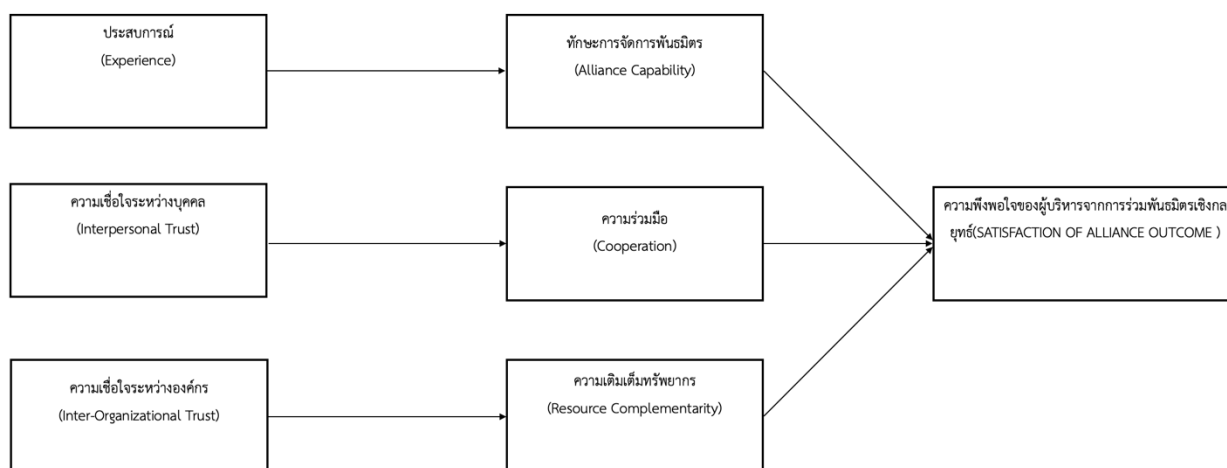 ประสบการณ์
(Experience)
ทักษะการจัดการพันธมิตร
(Alliance Capability)
ความเชื่อใจระหว่างบุคคล
(Interpersonal Trust)
ความร่วมมือ
(Cooperation)
ความพึงพอใจของผู้บริหารจากการร่วมพันธมิตรเชิงกล
ยุทธ์(SATISFACTION OF ALLIANCE OUTCOME )
ความเชื่อใจระหว่างองค์กร
(Inter-Organizational Trust)
ความเติมเต็มทรัพยากร
(Resource Complementarity)